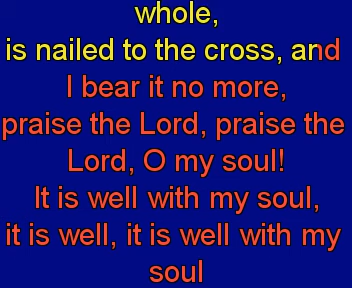 whole,
is nailed to the cross, and
I bear it no more,
praise the Lord, praise the
Lord, O my soul!
It is well with my soul,
it is well, it is well with my
soul